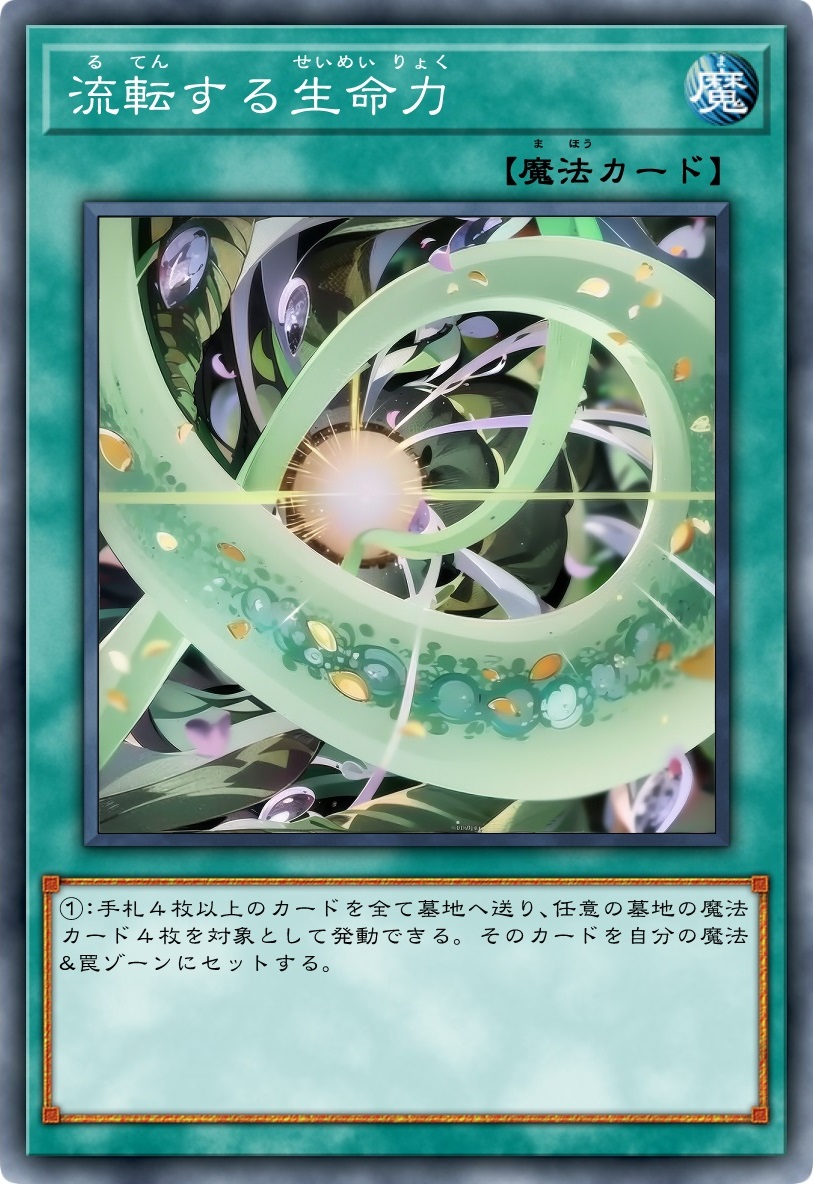 る てん せいめい りょく
流転する生命力
ま
魔
ま ほう
【魔法カード】
①:手札４枚以上のカードを全て墓地へ送り、任意の墓地の魔法
カード４枚を対象として発動できる。そのカードを自分の魔法
&罠ゾーンにセットする。